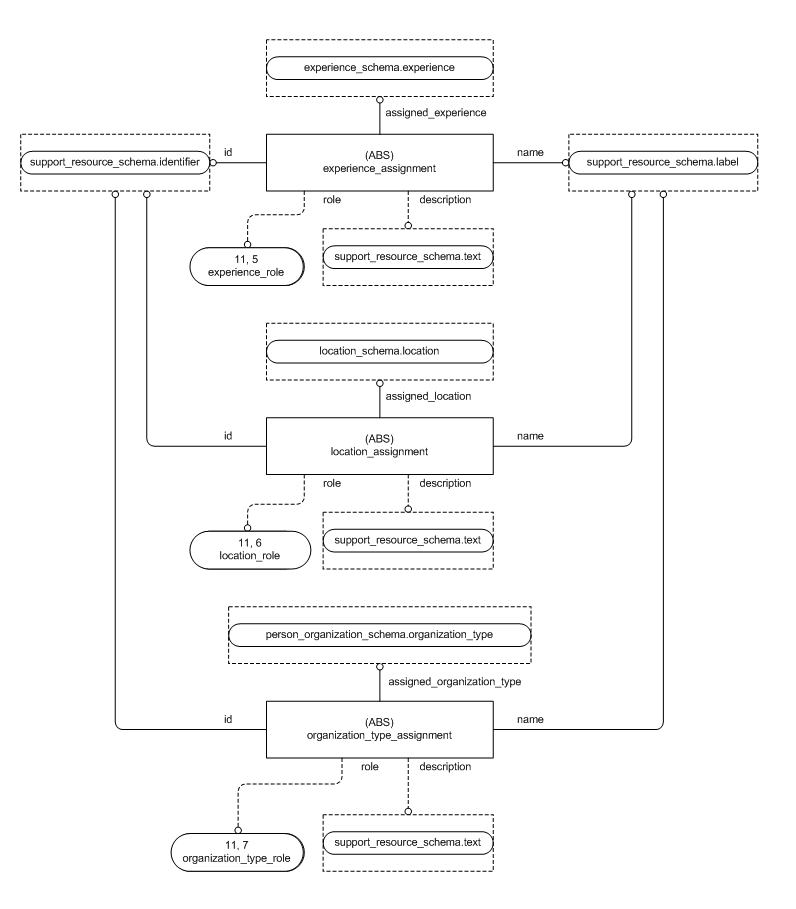 experience_schema.experience
assigned_experience
support_resource_schema.identifier
id
(ABS)
experience_assignment
name
support_resource_schema.label
role
description
11, 5
experience_role
support_resource_schema.text
location_schema.location
assigned_location
id
(ABS)
location_assignment
name
role
description
11, 6
location_role
support_resource_schema.text
person_organization_schema.organization_type
assigned_organization_type
id
(ABS)
organization_type_assignment
name
role
description
11, 7
organization_type_role
support_resource_schema.text